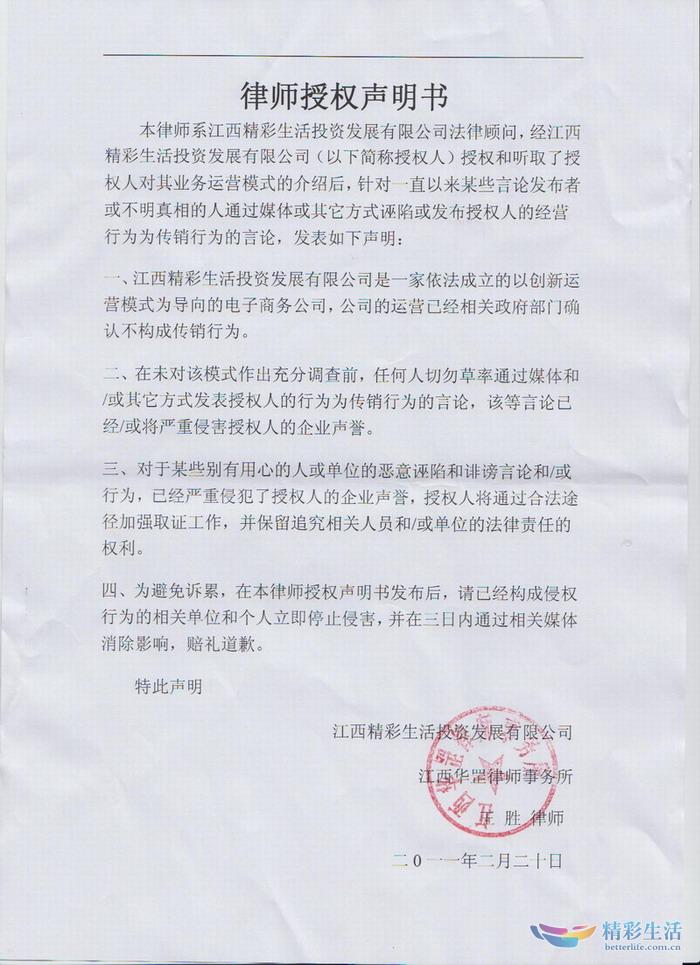 律师授权声明书
本律师系江西精彩生活投资发展有限公司法律顾问，经江西
精彩生活投资发展有限公司（以下简称授权人）授权和听取了授
权人对其业务运营模式的介绍后，针对一直以来某些言论发布者
或不明真相的人通过媒体或其它方式诬陷或发布授权人的经营
行为为传销行为的言论，发表如下声明：
一、江西精彩生活投资发展有限公司是一家依法成立的以创新运
营模式为导向的电子商务公司，公司的运营已经相关政府部门确
认不构成传销行为。
二、在未对该模式作出充分调查前，任何人切勿草率通过媒体和
/或其它方式发表授权人的行为为传销行为的言论，该等言论已
经/或将严重侵害授权人的企业声誉。
三、对于某些别有用心的人或单位的恶意诬陷和诽谤言论和/或
行为，已经严重侵犯了授权人的企业声誉，授权人将通过合法途
径加强取证工作，并保留追究相关人员和/或单位的法律责任的
权利。
四、为避免诉累，在本律师授权声明书发布后，请已经构成侵权
行为的相关单位和个人立即停止侵害，并在三日内通过相关媒体
消除影响，赔礼道歉。
特此声明
江西精彩生活投资发展有限公司
江西华罡律师事务所
江西华罡律师事务所
胜 律师
二0一一年二月二十日
精彩生活
betterlife.com.cn